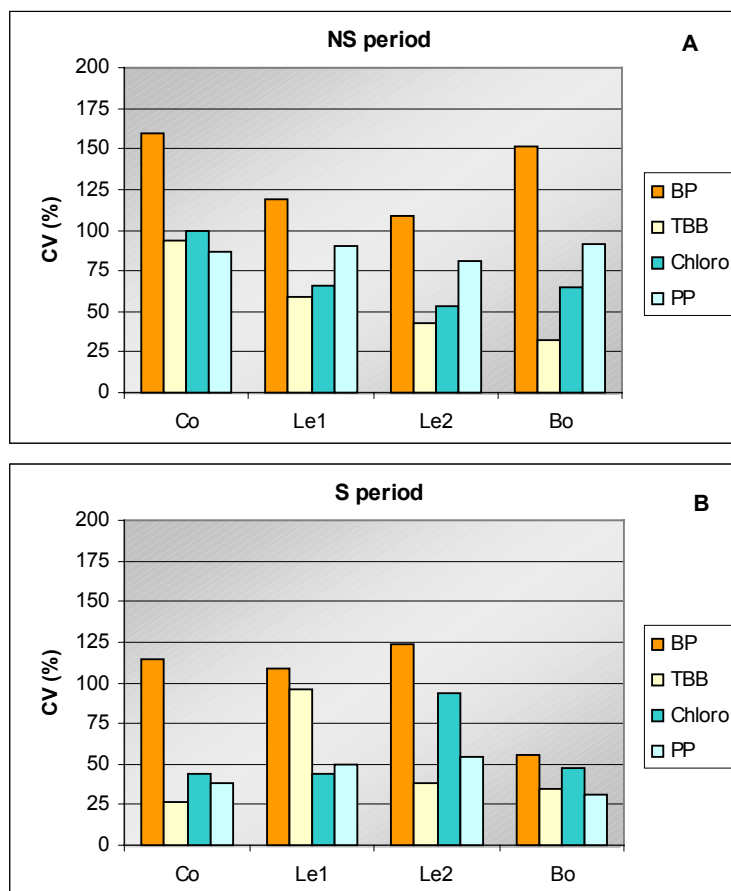 NS period
A
200
175
150
125
100
75
50
25
0
CV (%)
Co Le1 Le2 Bo
BP
TBB
Chloro
PP
S period
B
200
175
150
125
100
75
50
25
0
CV (%)
Co Le1 Le2 Bo
BP
TBB
Chloro
PP